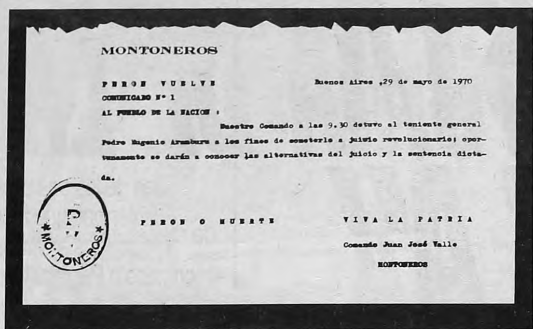 MONTONEROS
PERON VUELVE
Buenos Aires ,29 de mayo de 1970
COMUNICADO Nº 1
AL PUEBLO DE LA NACION :
Nuestro Comando a las 9.30 detuvo al teniente general
Pedro Eugenio Aramburu a los fines de someterlo a juicio revolucionario; opor-
tunamente se darán a conocer las alternativas del juicio y la sentencia dicta-
da.
PERON O MUERTE
VIVA LA PATRIA
Comando Juan José Valle
MONTONEROS
MONTONEROS